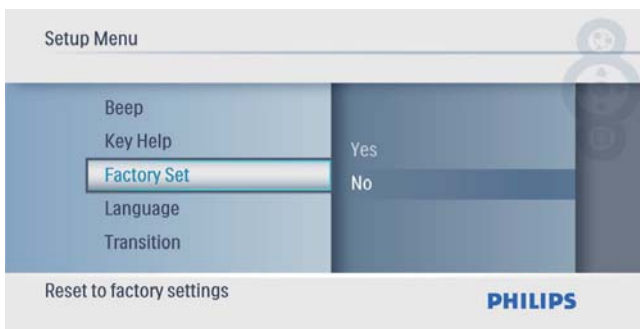 Setup Menu
Beep
Key Help
Factory Set
Language
Transition
Yes
No
Reset to factory settings
PHILIPS